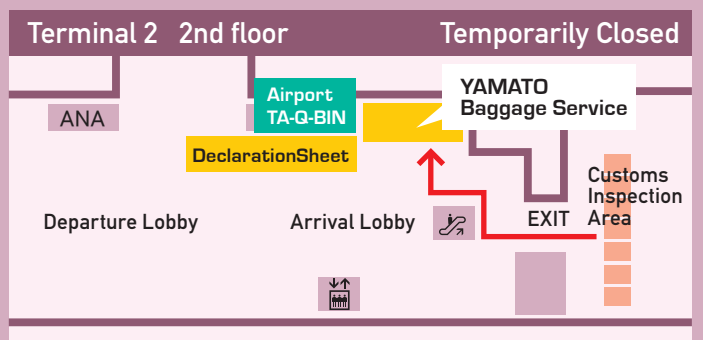 Terminal 2 2nd floor
Temporarily Closed
Airport
TA-Q-BIN
YAMATO
Baggage Service
ANA
DeclarationSheet
Customs
Inspection
Area
Departure Lobby
Arrival Lobby
EXIT